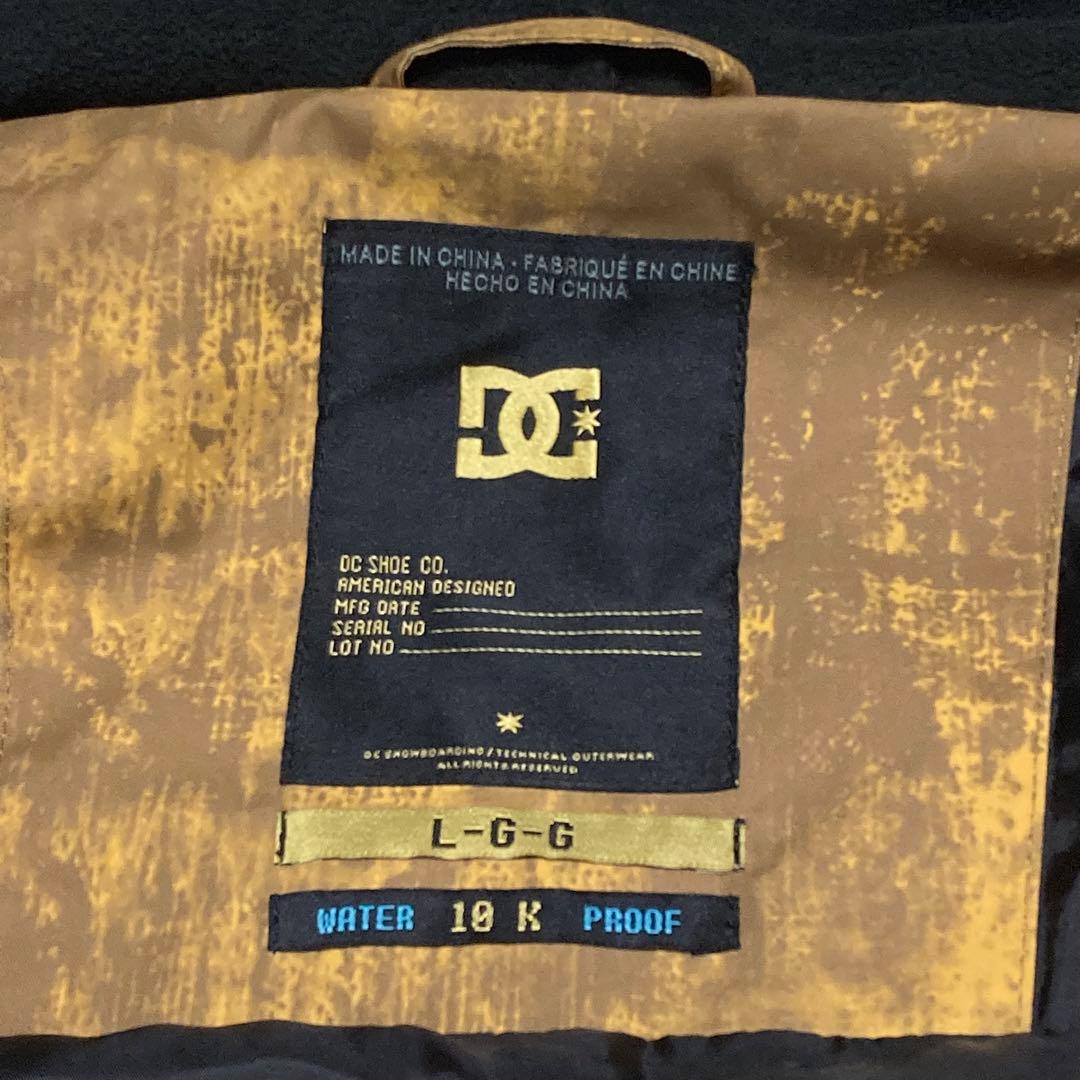 MADE IN CHINA · FABRIQUÉ EN CHINE
HECHO EN CHINA
DC
DC SHOE CO.
AMERICAN DESIGNED
MFG DATE
SERIAL NO
LOT NO
DC SNOWBOARDING/TECHNICAL OUTERWEAR
ALL RIGHTS RESERVED
L-G-G
WATER 10 K PROOF